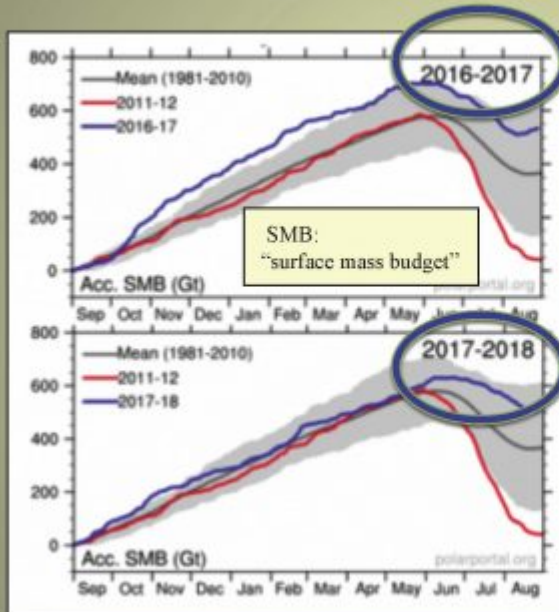 800
600
400
200
0
Mean (1981-2010)
2011-12
2016-17
2016-2017
SMB:
“surface mass budget”
Acc. SMB (Gt)
polarportal.org
Sep Oct Nov Dec Jan Feb Mar Apr May Jun Jul Aug
800
600
400
200
0
Mean (1981-2010)
2011-12
2017-18
2017-2018
Acc. SMB (Gt)
polarportal.org
Sep Oct Nov Dec Jan Feb Mar Apr May Jun Jul Aug